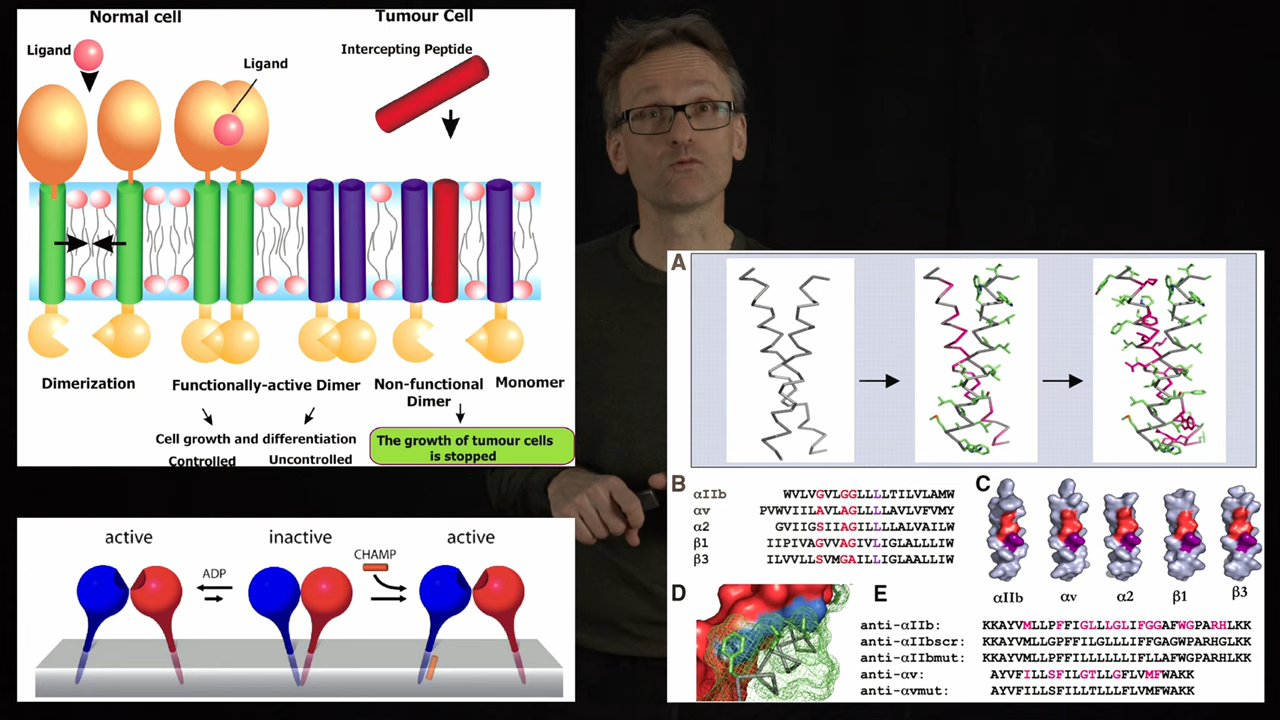 Normal cell
Tumour Cell
Ligand
Intercepting Peptide
Ligand
Dimerization
Functionally-active Dimer
Non-functional
Dimer
Monomer
Cell growth and differentiation
Controlled
Uncontrolled
The growth of tumour cells
is stopped
active
inactive
active
ADP
CHAMP
A
B
αIIb WVLVGVLGGLLLLTILVLAMW
αv PVWVIILAVLAGLLLLAVLVFVMY
α2 GVIIGSIIAGILLLLALVAILW
β1 IIPIVAGVVAGIVLIGLALLLIW
β3 ILVVLLSVMGAILLIGLAALLIW
C
αIIb αv α2 β1 β3
D
E
anti-αIIb: KKAYVMLLPFFIGLLLGLIFGGAFWGPARHLKK
anti-αIIbscr: KKAYVMLLGPFFILGLLLIFFGAGWPARHGLKK
anti-αIIbmut: KKAYVMLLPFFILLLLLLIFLLAFWGPARHLKK
anti-αv: AYVFILLSFILGTLLGFLVMFWAKK
anti-αvmut: AYVFILLSFILLTLLLFLVMFWAKK